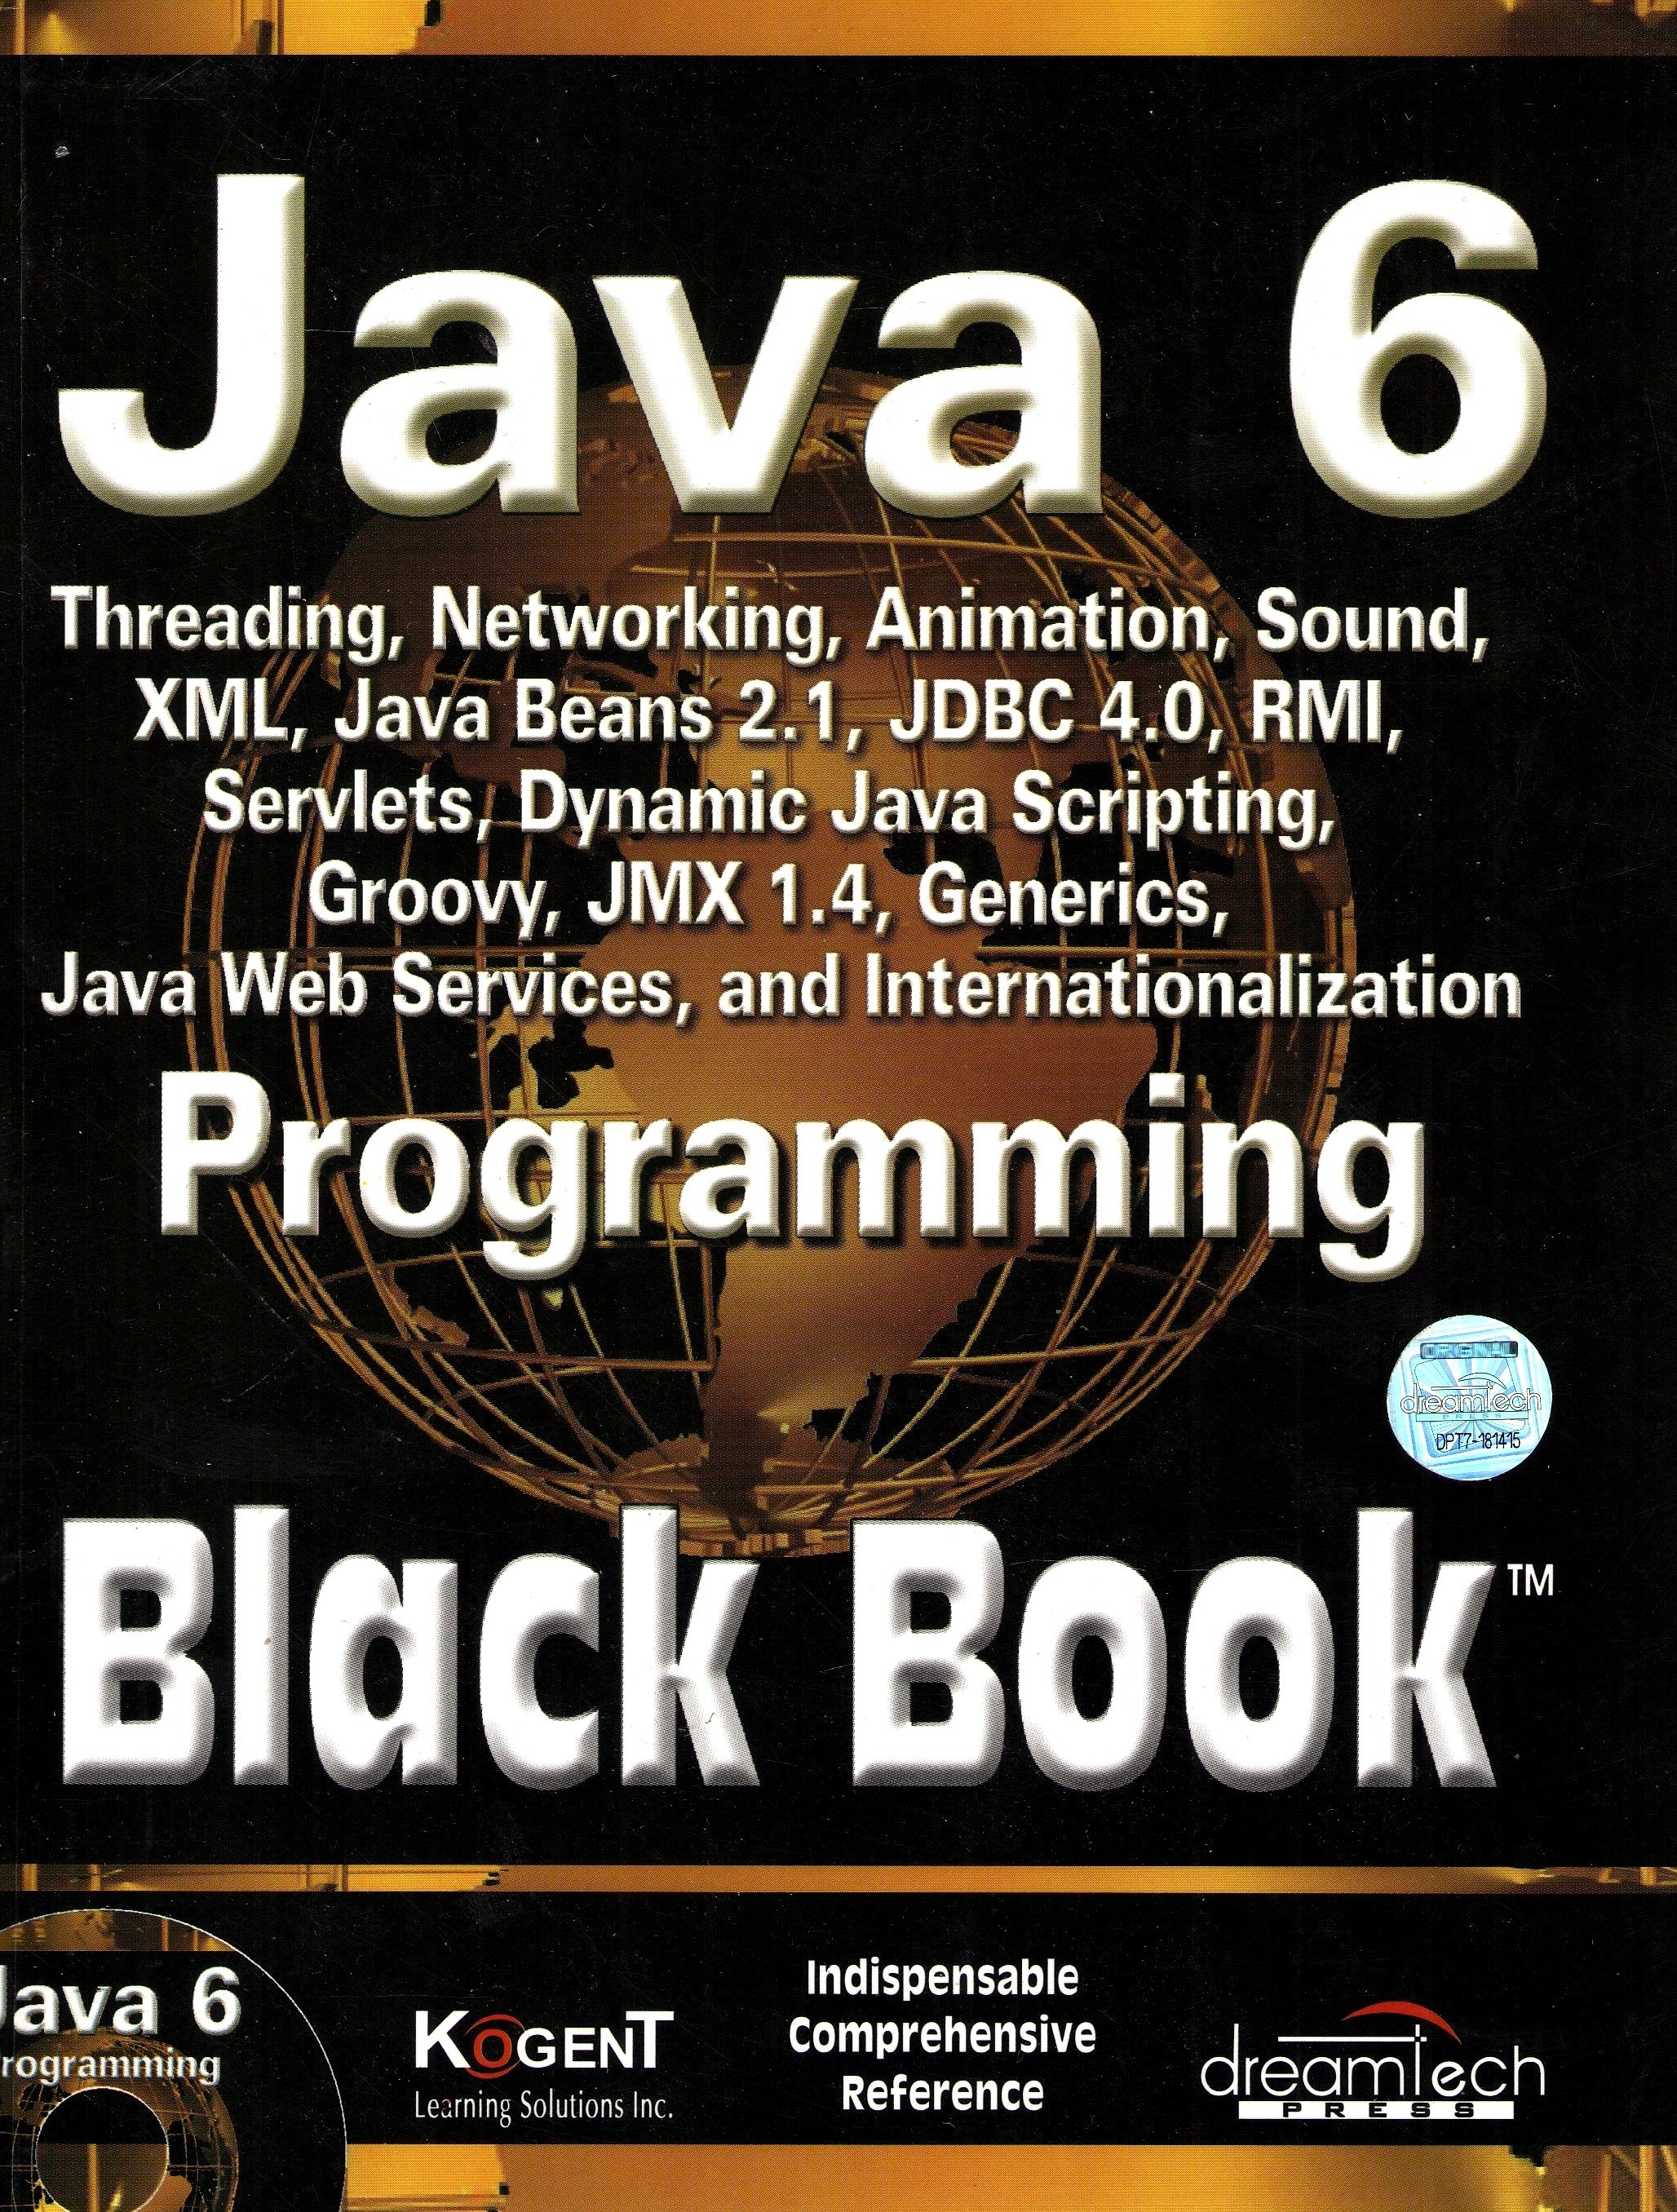 Java 6
Threading, Networking, Animation, Sound,
XML, Java Beans 2.1, JDBC 4.0, RMI,
Servlets, Dynamic Java Scripting,
Groovy, JMX 1.4, Generics,
Java Web Services, and Internationalization
Programming
ORIGINAL
dreamtech
PRESS
DPT7-181415
Black Book™
Java 6
rogramming
KOGENT
Learning Solutions Inc.
Indispensable
Comprehensive
Reference
dreamtech
PRESS